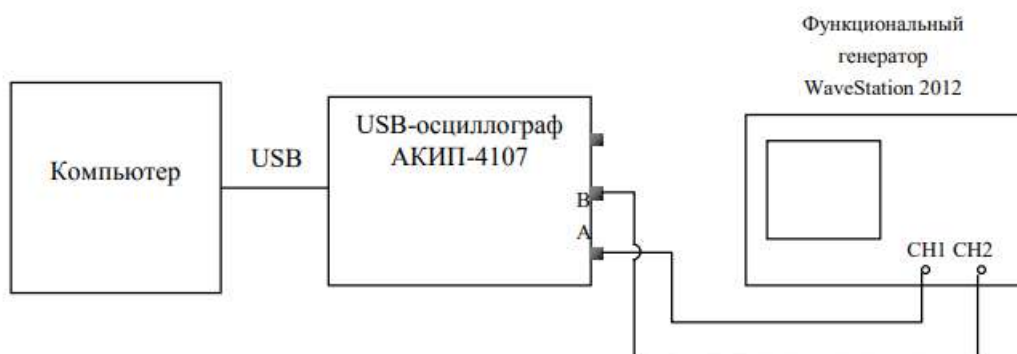 Функциональный
генератор
WaveStation 2012
USB-осциллограф
АКИП-4107
Компьютер
USB
B
A
CH1 CH2